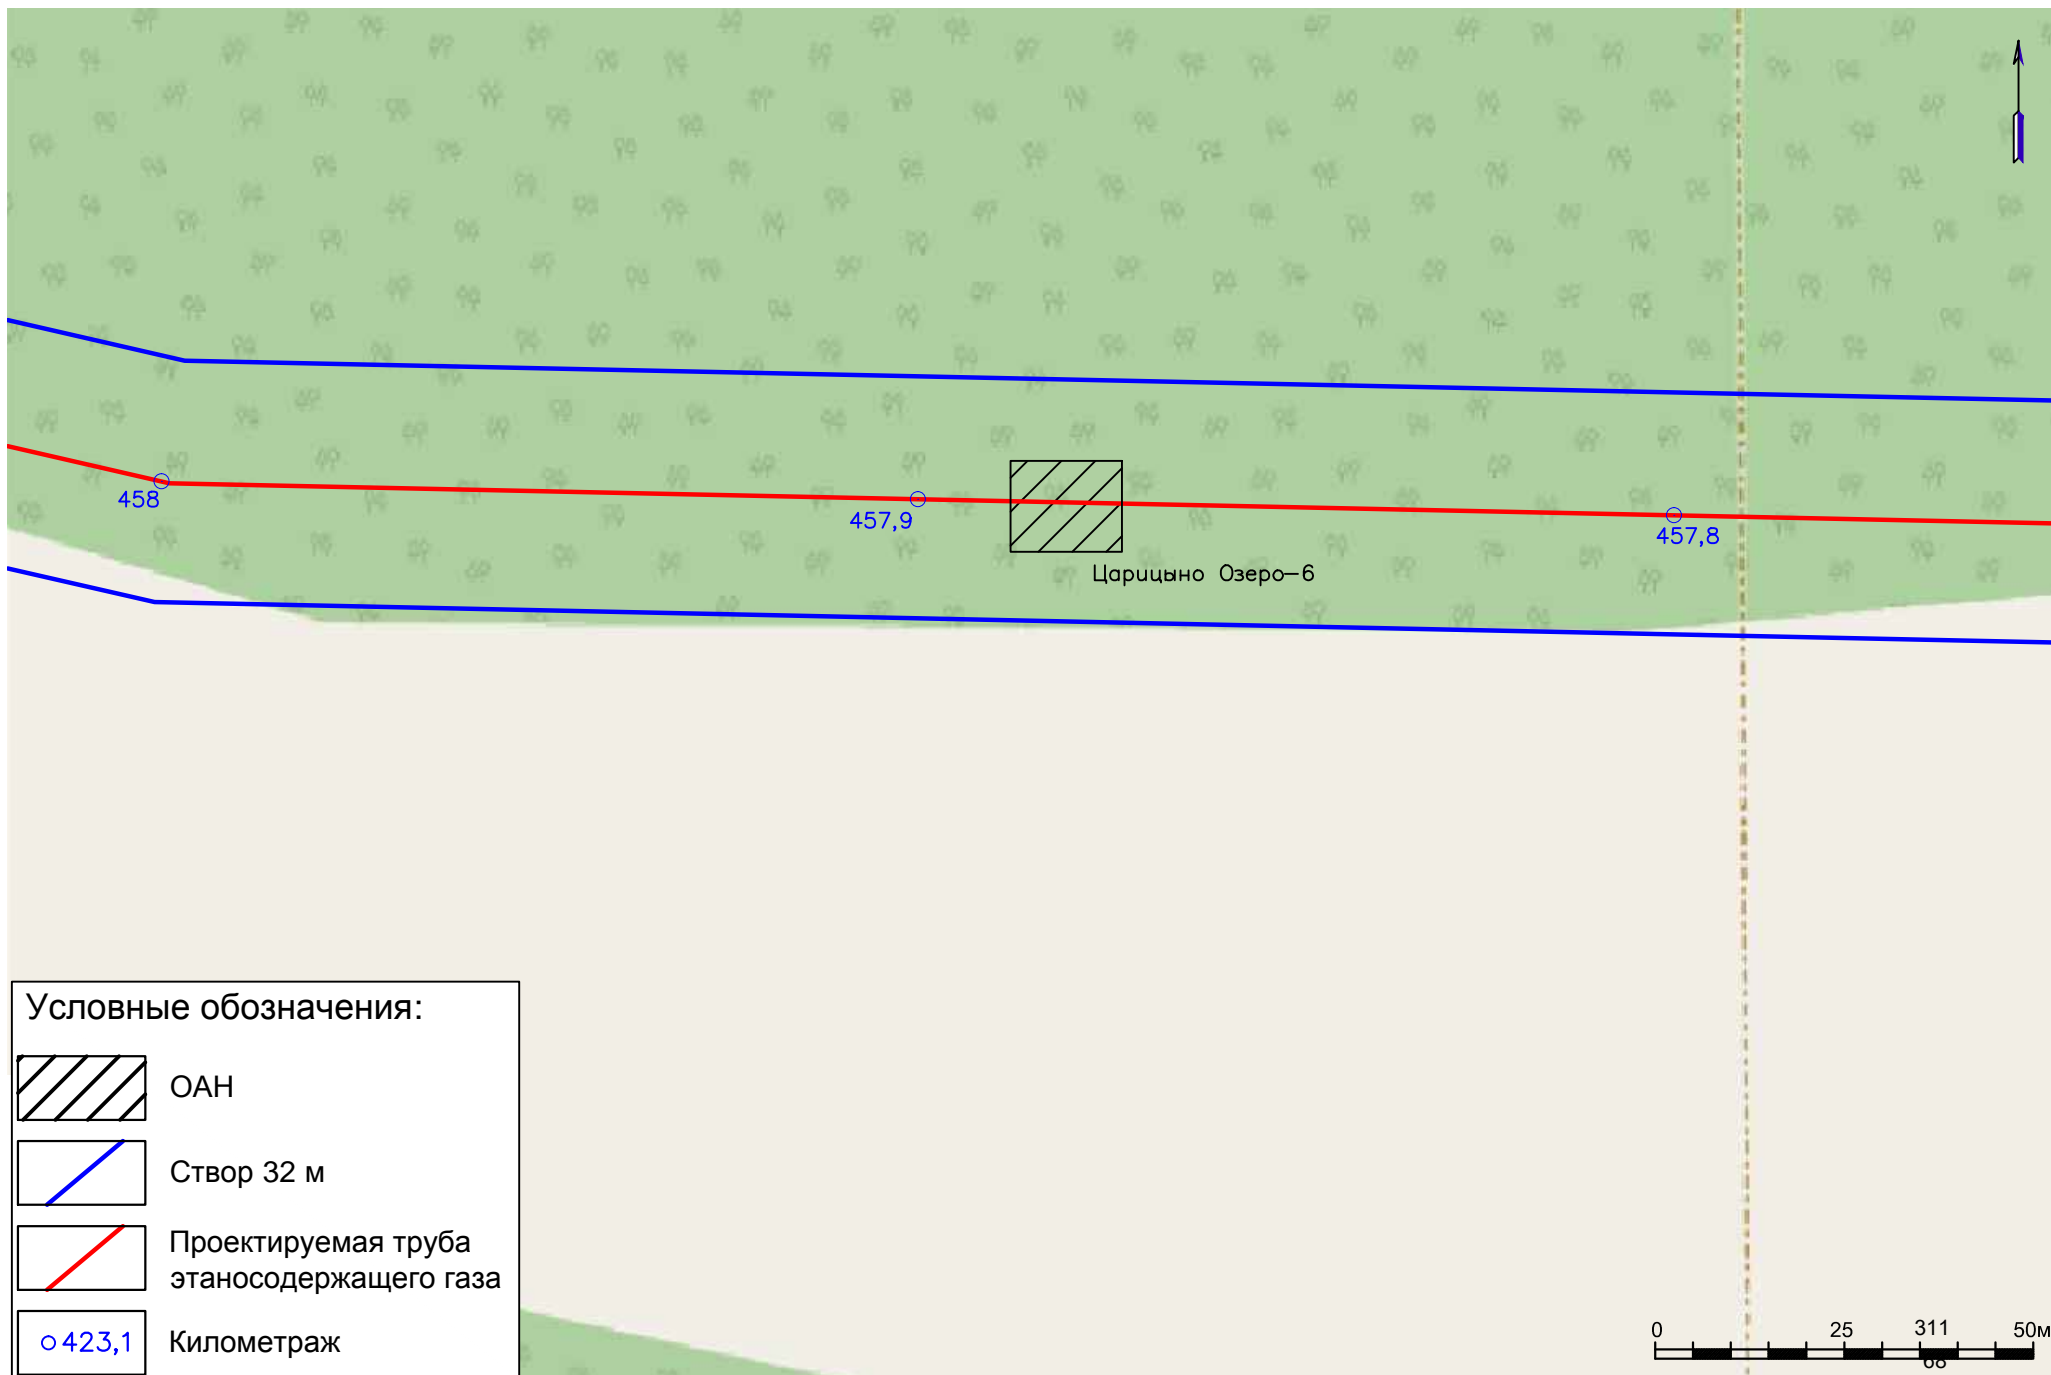 458
457,9
457,8
Царицыно Озеро-6
Условные обозначения:
ОАН
Створ 32 м
Проектируемая труба
этаносодержащего газа
423,1 Километраж
0 25 311 50м
68